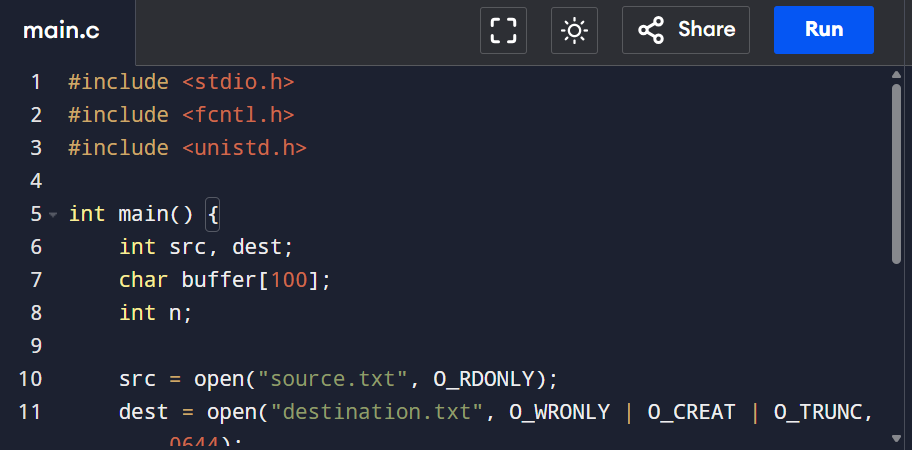 main.c
Share
Run
1 #include <stdio.h>
2 #include <fcntl.h>
3 #include <unistd.h>
4
5 int main() {
6 int src, dest;
7 char buffer[100];
8 int n;
9
10 src = open("source.txt", O_RDONLY);
11 dest = open("destination.txt", O_WRONLY | O_CREAT | O_TRUNC,
0644);